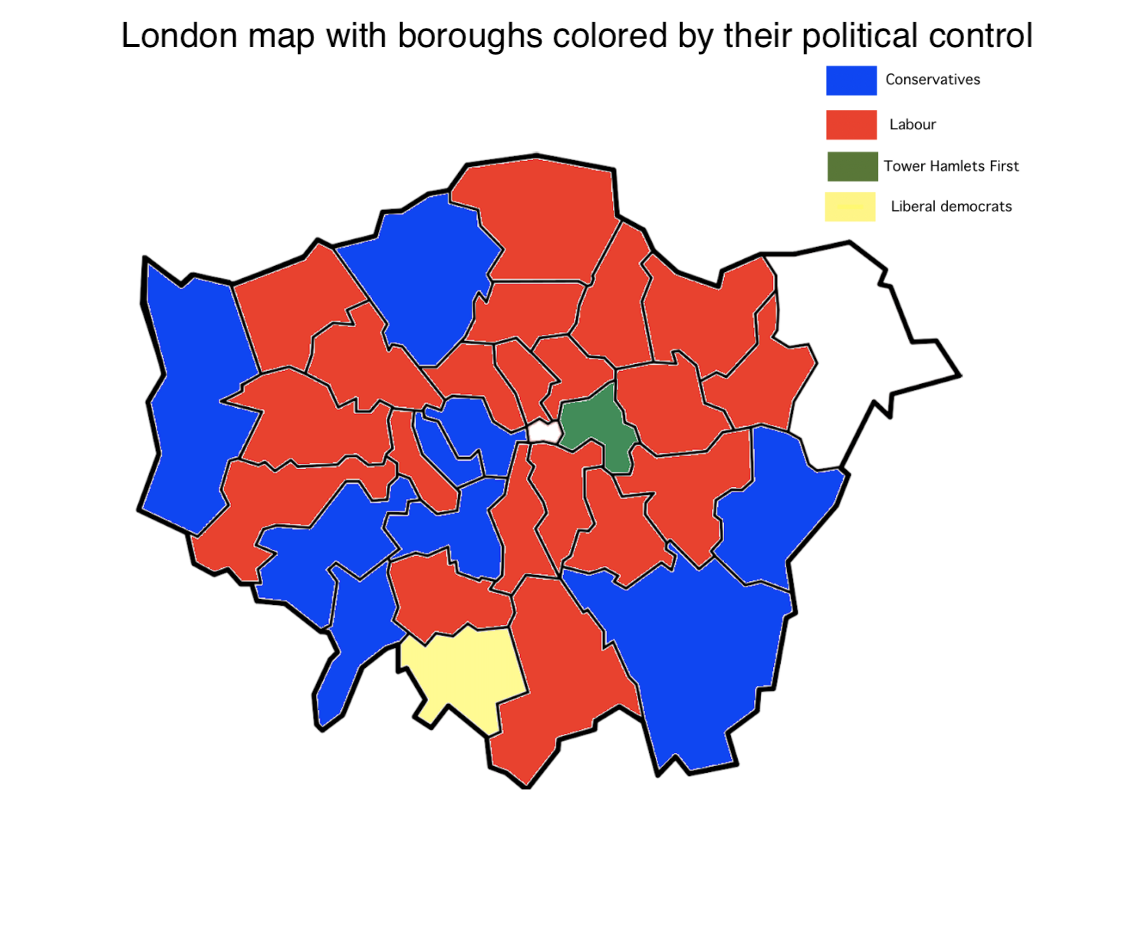 London map with boroughs colored by their political control
Conservatives
Labour
Tower Hamlets First
Liberal democrats